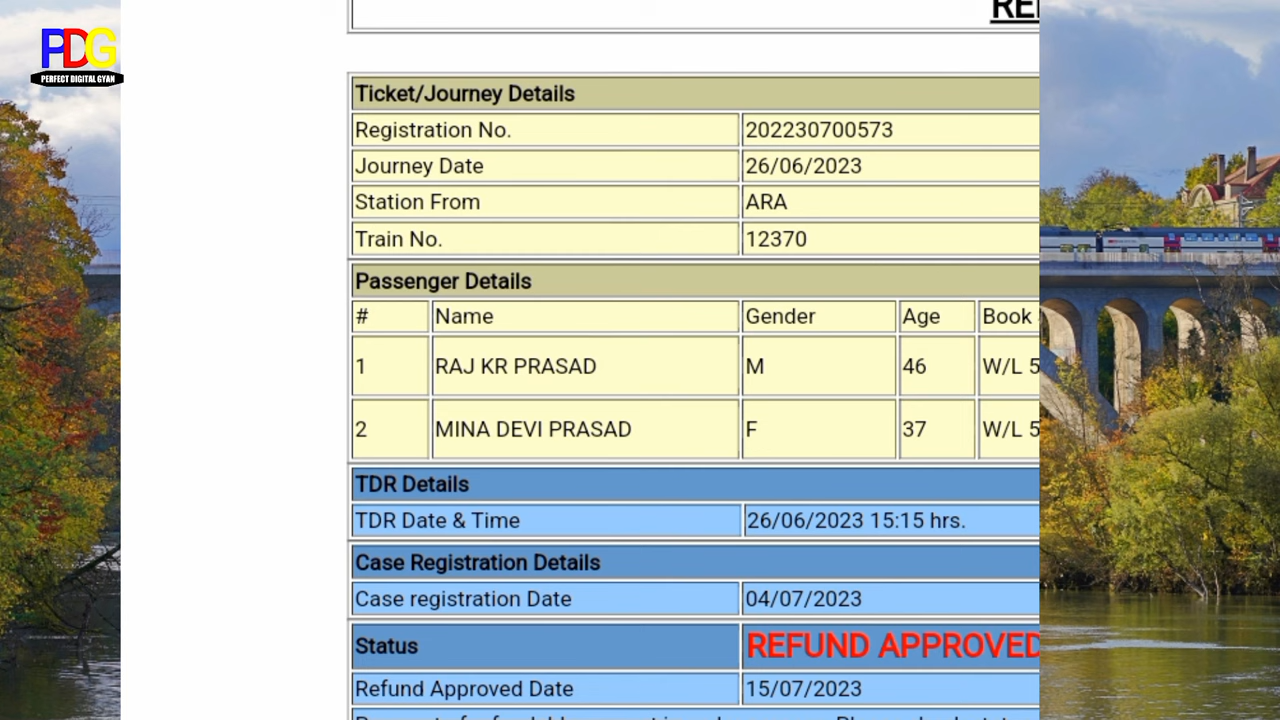 PDG
PERFECT DIGITAL GYAN
Ticket/Journey Details
Registration No. 202230700573
Journey Date 26/06/2023
Station From ARA
Train No. 12370
Passenger Details
# Name Gender Age Book
1 RAJ KR PRASAD M 46 W/L 5
2 MINA DEVI PRASAD F 37 W/L 5
TDR Details
TDR Date & Time 26/06/2023 15:15 hrs.
Case Registration Details
Case registration Date 04/07/2023
Status REFUND APPROVED
Refund Approved Date 15/07/2023